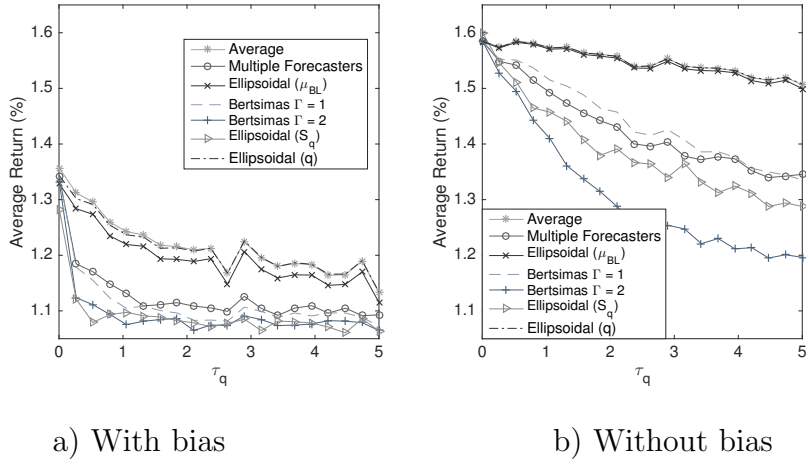 1.6
1.5
1.4
1.3
1.2
1.1
0 1 2 3 4 5
Average Return (%)
τq
Average
Multiple Forecasters
Ellipsoidal (μBL)
Bertsimas Γ = 1
Bertsimas Γ = 2
Ellipsoidal (Sq)
Ellipsoidal (q)
a) With bias
1.6
1.5
1.4
1.3
1.2
1.1
0 1 2 3 4 5
Average Return (%)
τq
Average
Multiple Forecasters
Ellipsoidal (μBL)
Bertsimas Γ = 1
Bertsimas Γ = 2
Ellipsoidal (Sq)
Ellipsoidal (q)
b) Without bias